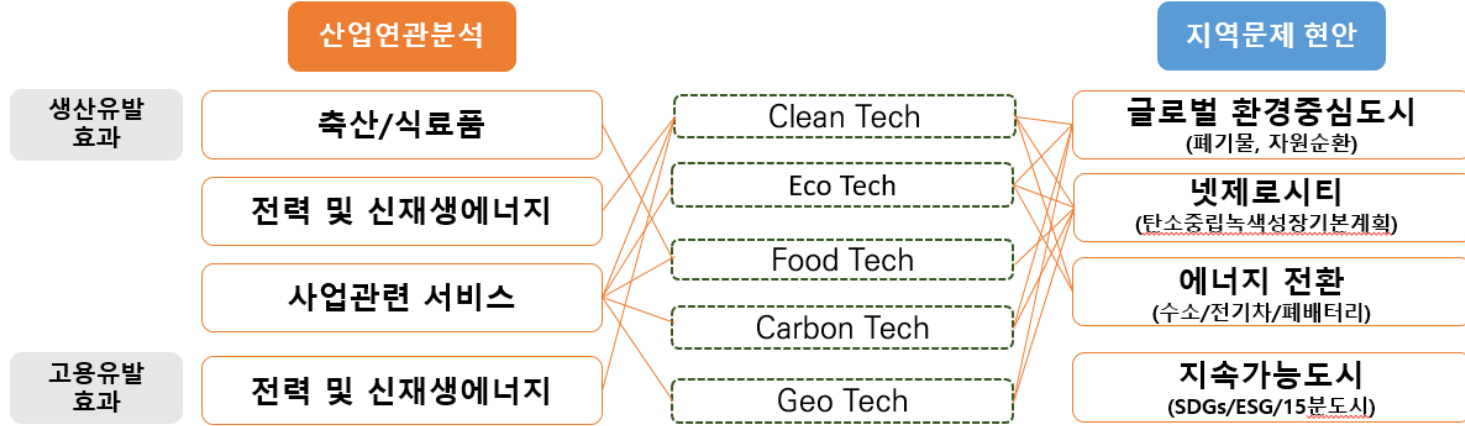 산업연관분석
지역문제 현안
생산유발
효과
축산/식료품
Clean Tech
글로벌 환경중심도시
(폐기물, 자원순환)
전력 및 신재생에너지
Eco Tech
넷제로시티
(탄소중립녹색성장기본계획)
사업관련 서비스
Food Tech
에너지 전환
(수소/전기차/폐배터리)
Carbon Tech
고용유발
효과
전력 및 신재생에너지
Geo Tech
지속가능도시
(SDGs/ESG/15분도시)